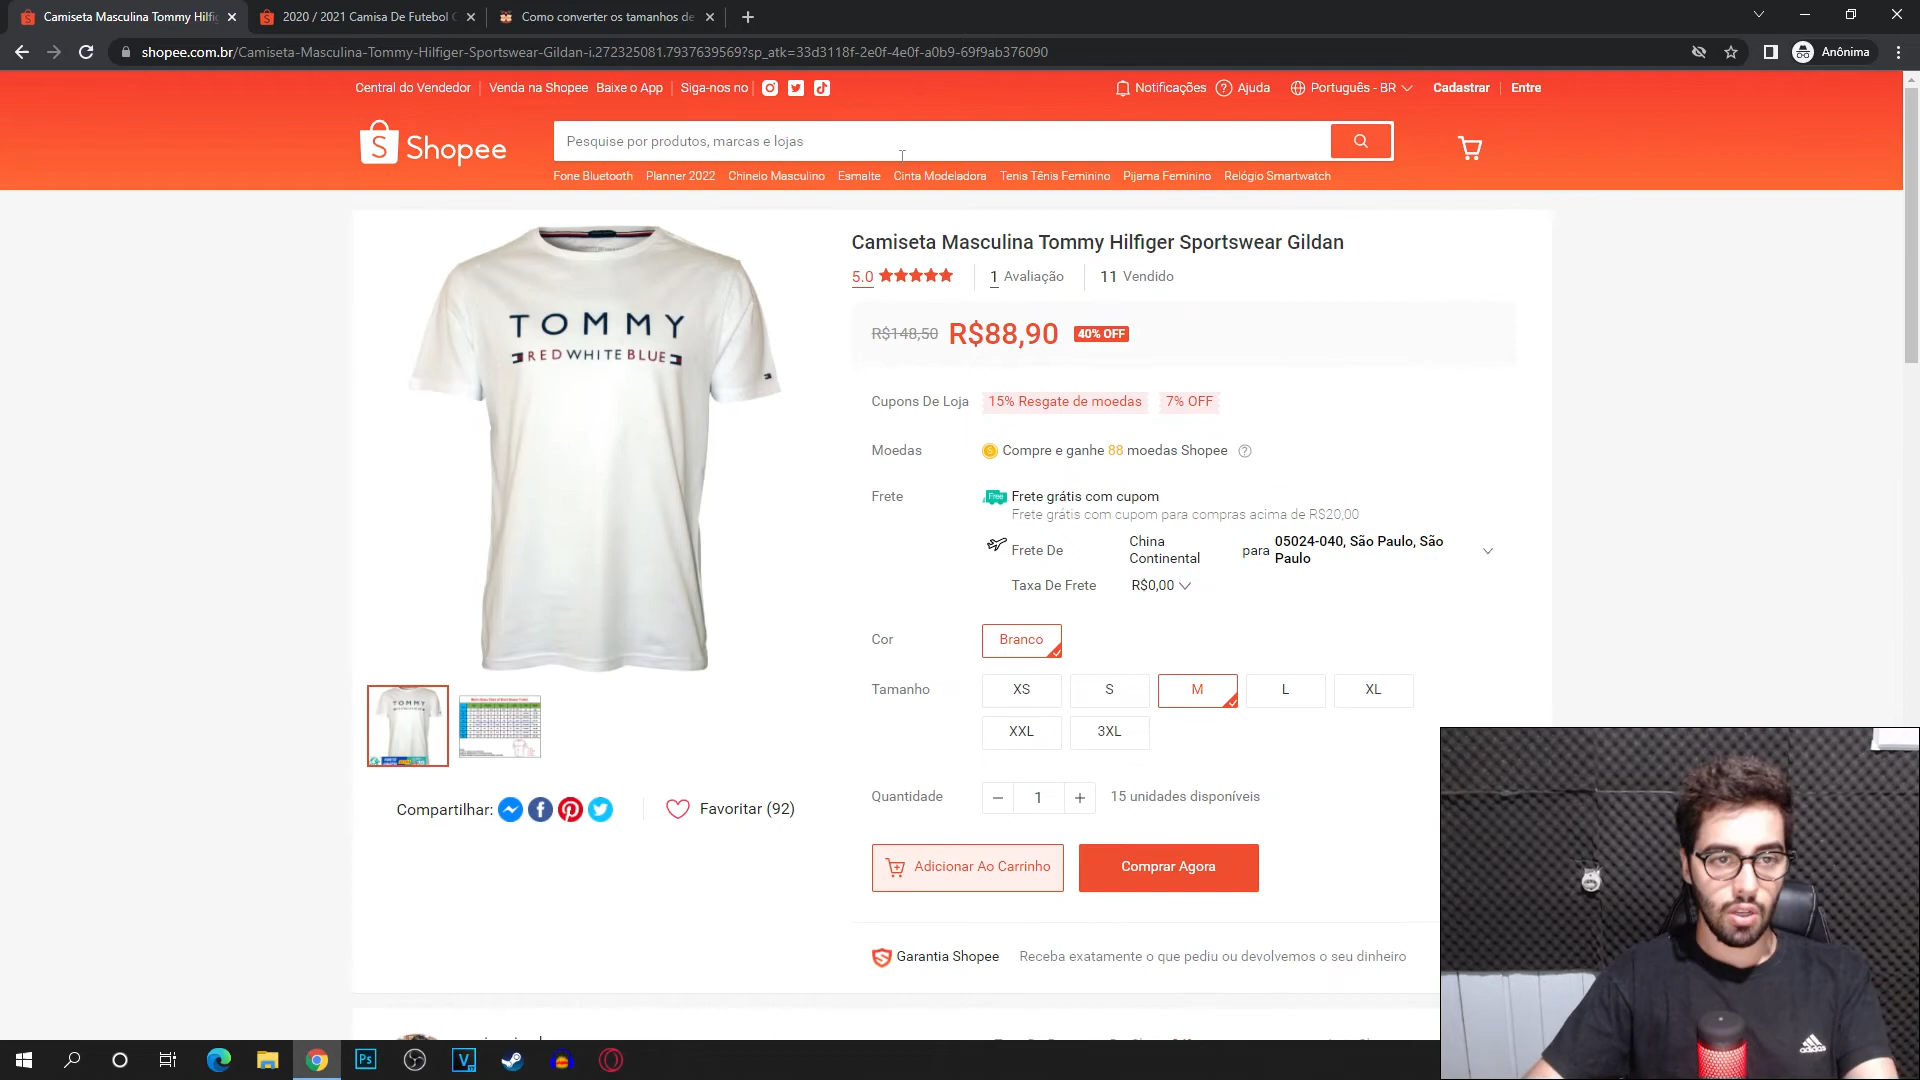 Camiseta Masculina Tommy Hilfig
2020 / 2021 Camisa De Futebol
Como converter os tamanhos de
shopee.com.br/Camiseta-Masculina-Tommy-Hilfiger-Sportswear-Gildan-i.272325081.7937639569?sp_atk=33d3118f-2e0f-4e0f-a0b9-69f9ab376090
Anônima
Central do Vendedor
Venda na Shopee
Baixe o App
Siga-nos no
Notificações
Ajuda
Português - BR
Cadastrar
Entre
Shopee
Pesquise por produtos, marcas e lojas
Fone Bluetooth
Planner 2022
Chinelo Masculino
Esmalte
Cinta Modeladora
Tenis Tênis Feminino
Pijama Feminino
Relógio Smartwatch
TOMMY
REDWHITEBLUE
Camiseta Masculina Tommy Hilfiger Sportswear Gildan
5.0
1 Avaliação
11 Vendido
R$148,50 R$88,90 40% OFF
Cupons De Loja 15% Resgate de moedas 7% OFF
Moedas Compre e ganhe 88 moedas Shopee
Frete Free Frete grátis com cupom
Frete grátis com cupom para compras acima de R$20,00
Frete De China Continental para 05024-040, São Paulo, São Paulo
Taxa De Frete R$0,00
Cor Branco
Tamanho XS S M L XL
XXL 3XL
Quantidade − 1 + 15 unidades disponíveis
Compartilhar:
Favoritar (92)
Adicionar Ao Carrinho
Comprar Agora
Garantia Shopee Receba exatamente o que pediu ou devolvemos o seu dinheiro
Ps
V
adidas